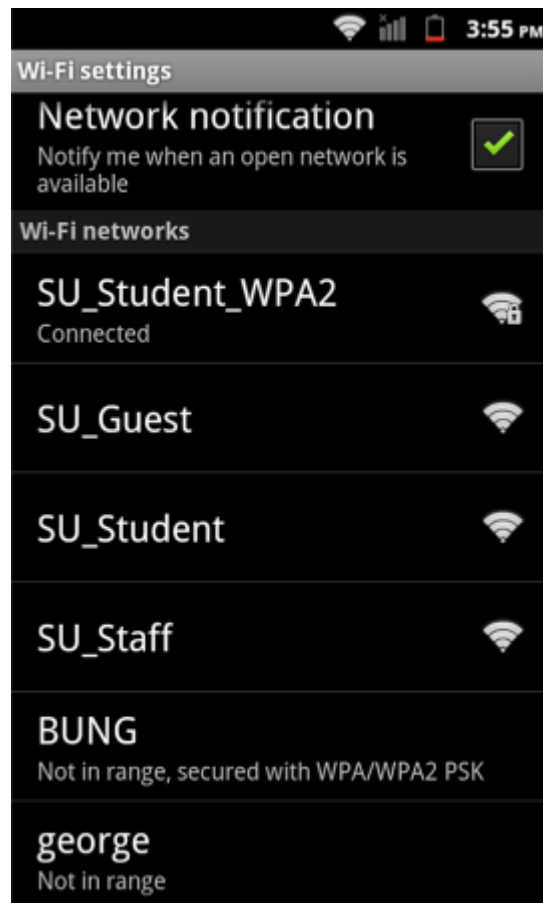 3:55 PM
Wi-Fi settings
Network notification
Notify me when an open network is
available
Wi-Fi networks
SU_Student_WPA2
Connected
SU_Guest
SU_Student
SU_Staff
BUNG
Not in range, secured with WPA/WPA2 PSK
george
Not in range